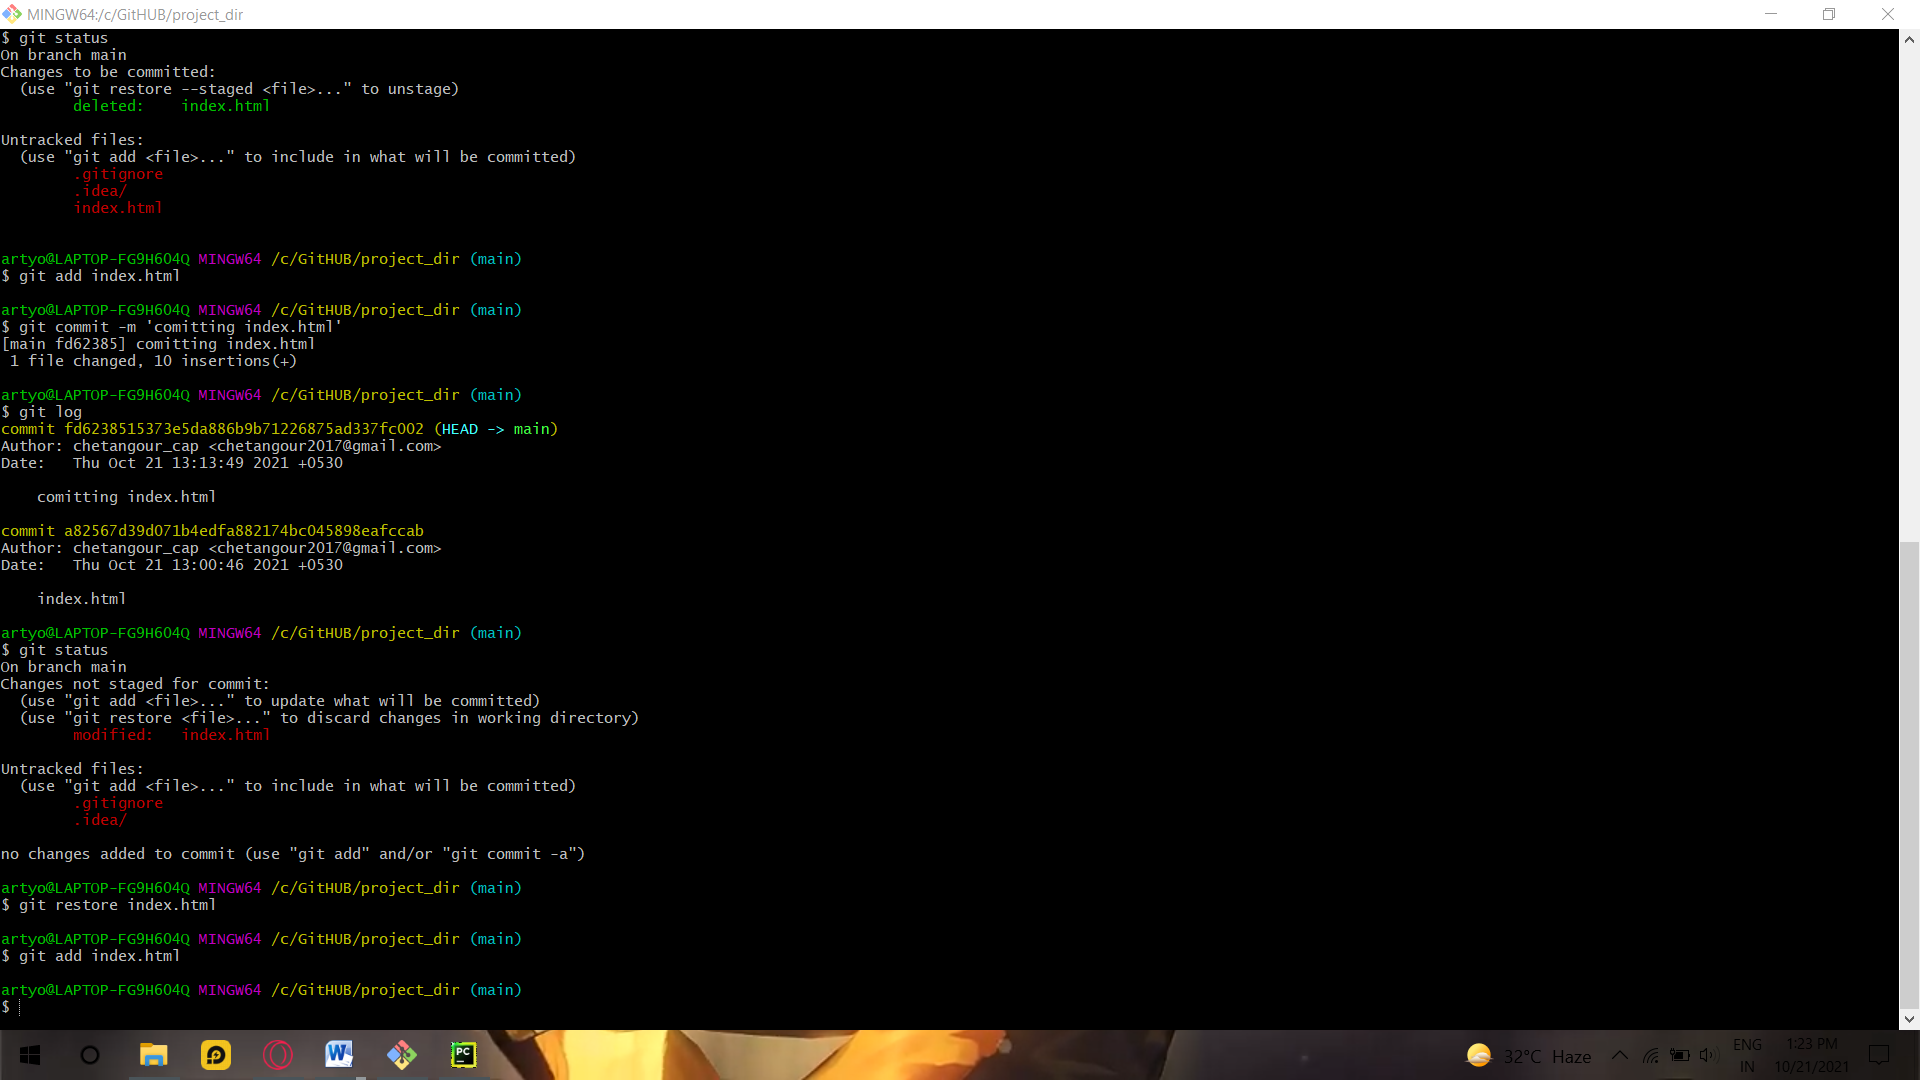 MINGW64:/c/GitHUB/project_dir
$ git status
On branch main
Changes to be committed:
  (use "git restore --staged <file>..." to unstage)
        deleted:    index.html

Untracked files:
  (use "git add <file>..." to include in what will be committed)
        .gitignore
        .idea/
        index.html


artyo@LAPTOP-FG9H6O4Q MINGW64 /c/GitHUB/project_dir (main)
$ git add index.html

artyo@LAPTOP-FG9H6O4Q MINGW64 /c/GitHUB/project_dir (main)
$ git commit -m 'comitting index.html'
[main fd62385] comitting index.html
 1 file changed, 10 insertions(+)

artyo@LAPTOP-FG9H6O4Q MINGW64 /c/GitHUB/project_dir (main)
$ git log
commit fd6238515373e5da886b9b71226875ad337fc002 (HEAD -> main)
Author: chetangour_cap <chetangour2017@gmail.com>
Date:   Thu Oct 21 13:13:49 2021 +0530

    comitting index.html

commit a82567d39d071b4edfa882174bc045898eafccab
Author: chetangour_cap <chetangour2017@gmail.com>
Date:   Thu Oct 21 13:00:46 2021 +0530

    index.html

artyo@LAPTOP-FG9H6O4Q MINGW64 /c/GitHUB/project_dir (main)
$ git status
On branch main
Changes not staged for commit:
  (use "git add <file>..." to update what will be committed)
  (use "git restore <file>..." to discard changes in working directory)
        modified:   index.html

Untracked files:
  (use "git add <file>..." to include in what will be committed)
        .gitignore
        .idea/

no changes added to commit (use "git add" and/or "git commit -a")

artyo@LAPTOP-FG9H6O4Q MINGW64 /c/GitHUB/project_dir (main)
$ git restore index.html

artyo@LAPTOP-FG9H6O4Q MINGW64 /c/GitHUB/project_dir (main)
$ git add index.html

artyo@LAPTOP-FG9H6O4Q MINGW64 /c/GitHUB/project_dir (main)
$
W
PC
32°C Haze
ENG
IN
1:23 PM
10/21/2021